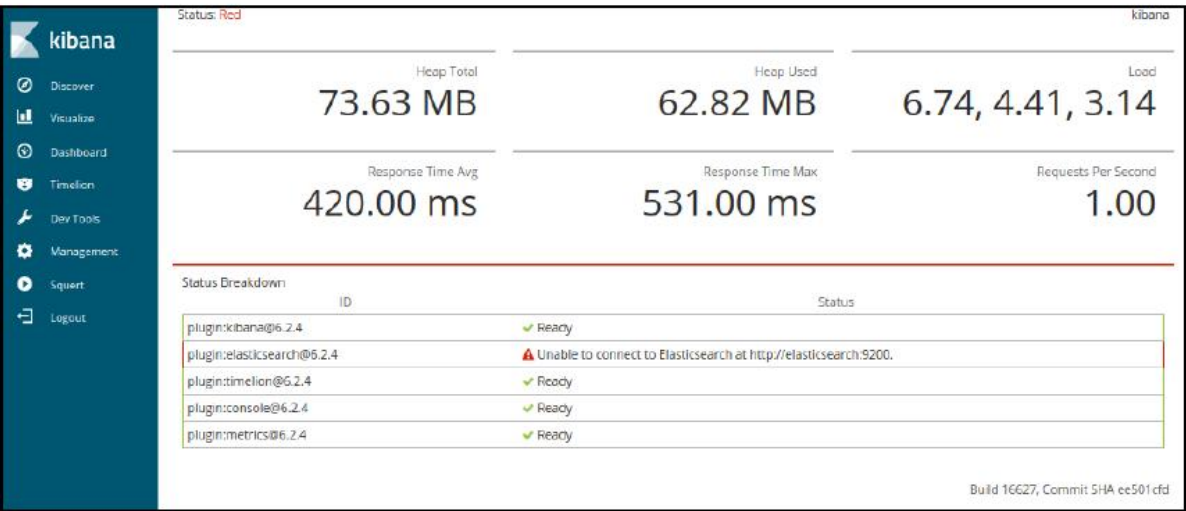 Status: Red kibana
kibana
Discover
Visualize
Dashboard
Timelion
Dev Tools
Management
Squert
Logout
Heap Total
73.63 MB
Heap Used
62.82 MB
Load
6.74, 4.41, 3.14
Response Time Avg
420.00 ms
Response Time Max
531.00 ms
Requests Per Second
1.00
Status Breakdown
ID Status
plugin:kibana@6.2.4 Ready
plugin:elasticsearch@6.2.4 Unable to connect to Elasticsearch at http://elasticsearch:9200.
plugin:timelion@6.2.4 Ready
plugin:console@6.2.4 Ready
plugin:metrics@6.2.4 Ready
Build 16627, Commit SHA ee501cfd